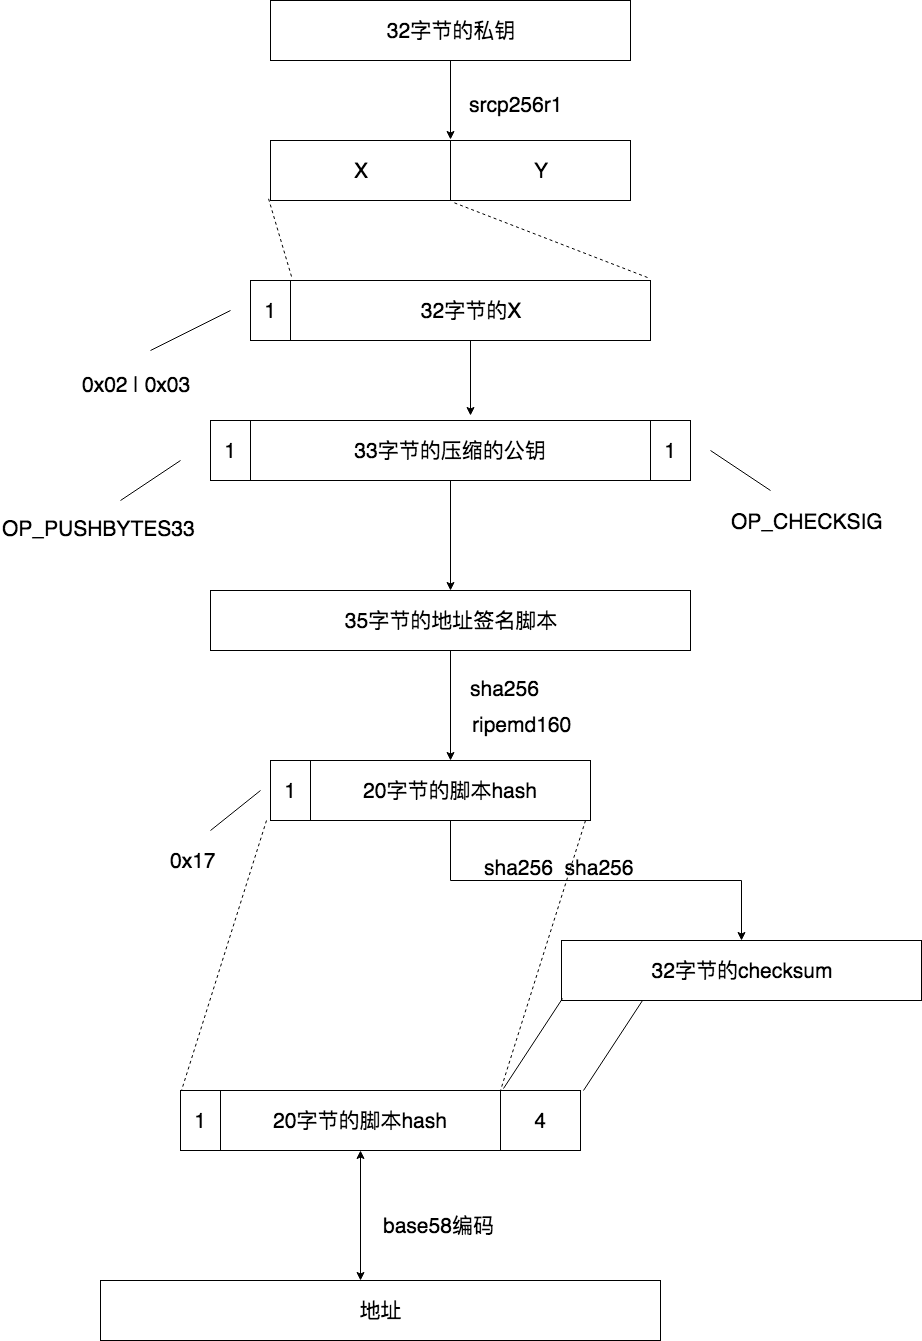 32字节的私钥
srcp256r1
X
Y
1
32字节的X
0x02 | 0x03
1
33字节的压缩的公钥
1
OP_PUSHBYTES33
OP_CHECKSIG
35字节的地址签名脚本
sha256
ripemd160
1
20字节的脚本hash
0x17
sha256 sha256
32字节的checksum
1
20字节的脚本hash
4
base58编码
地址